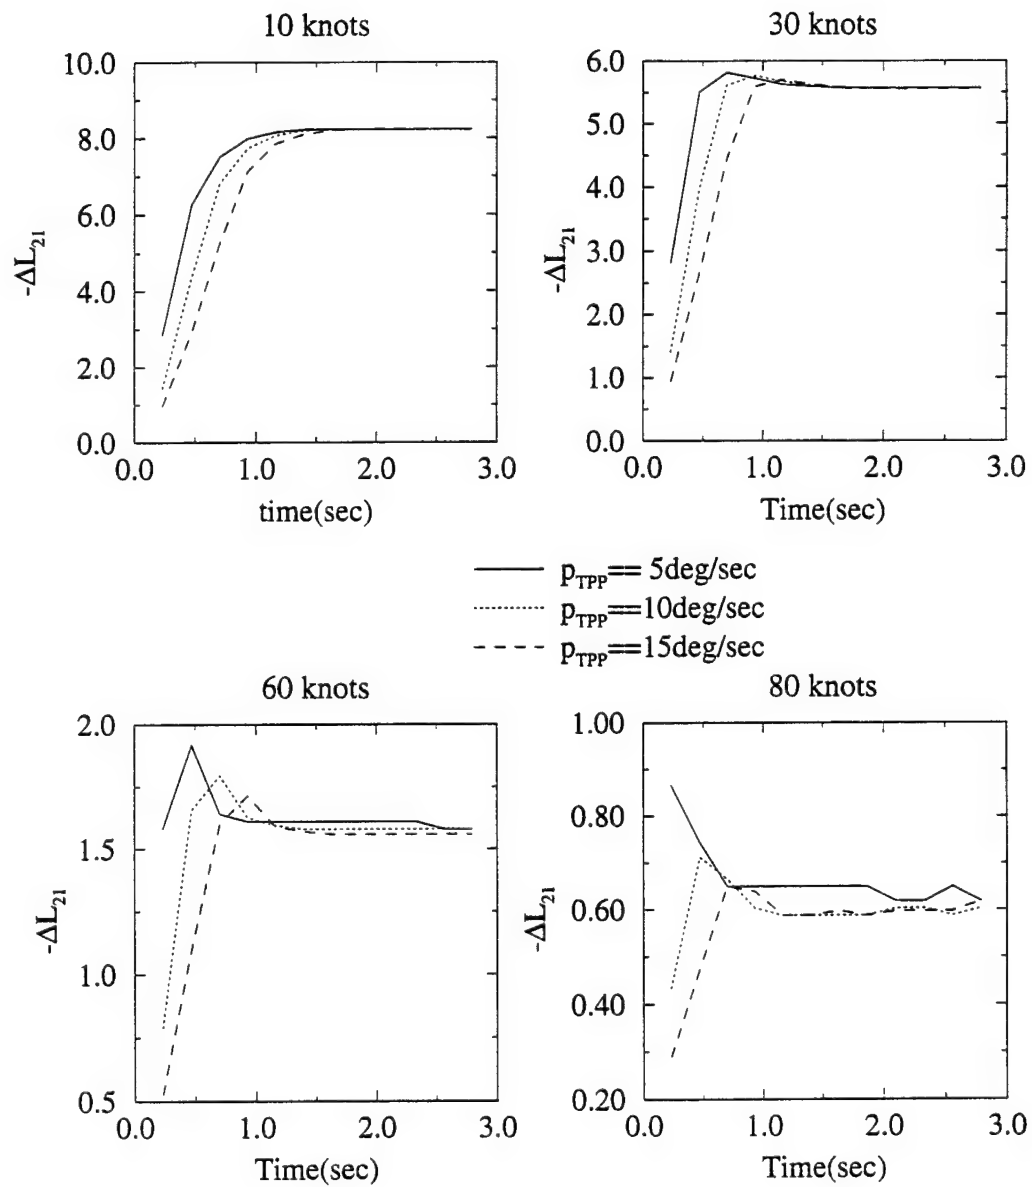 10 knots
10.0
8.0
6.0
4.0
2.0
0.0
-ΔL21
0.0 1.0 2.0 3.0
time(sec)
30 knots
6.0
5.0
4.0
3.0
2.0
1.0
0.0
-ΔL21
0.0 1.0 2.0 3.0
Time(sec)
pTPP== 5deg/sec
pTPP==10deg/sec
pTPP==15deg/sec
60 knots
2.0
1.5
1.0
0.5
-ΔL21
0.0 1.0 2.0 3.0
Time(sec)
80 knots
1.00
0.80
0.60
0.40
0.20
-ΔL21
0.0 1.0 2.0 3.0
Time(sec)